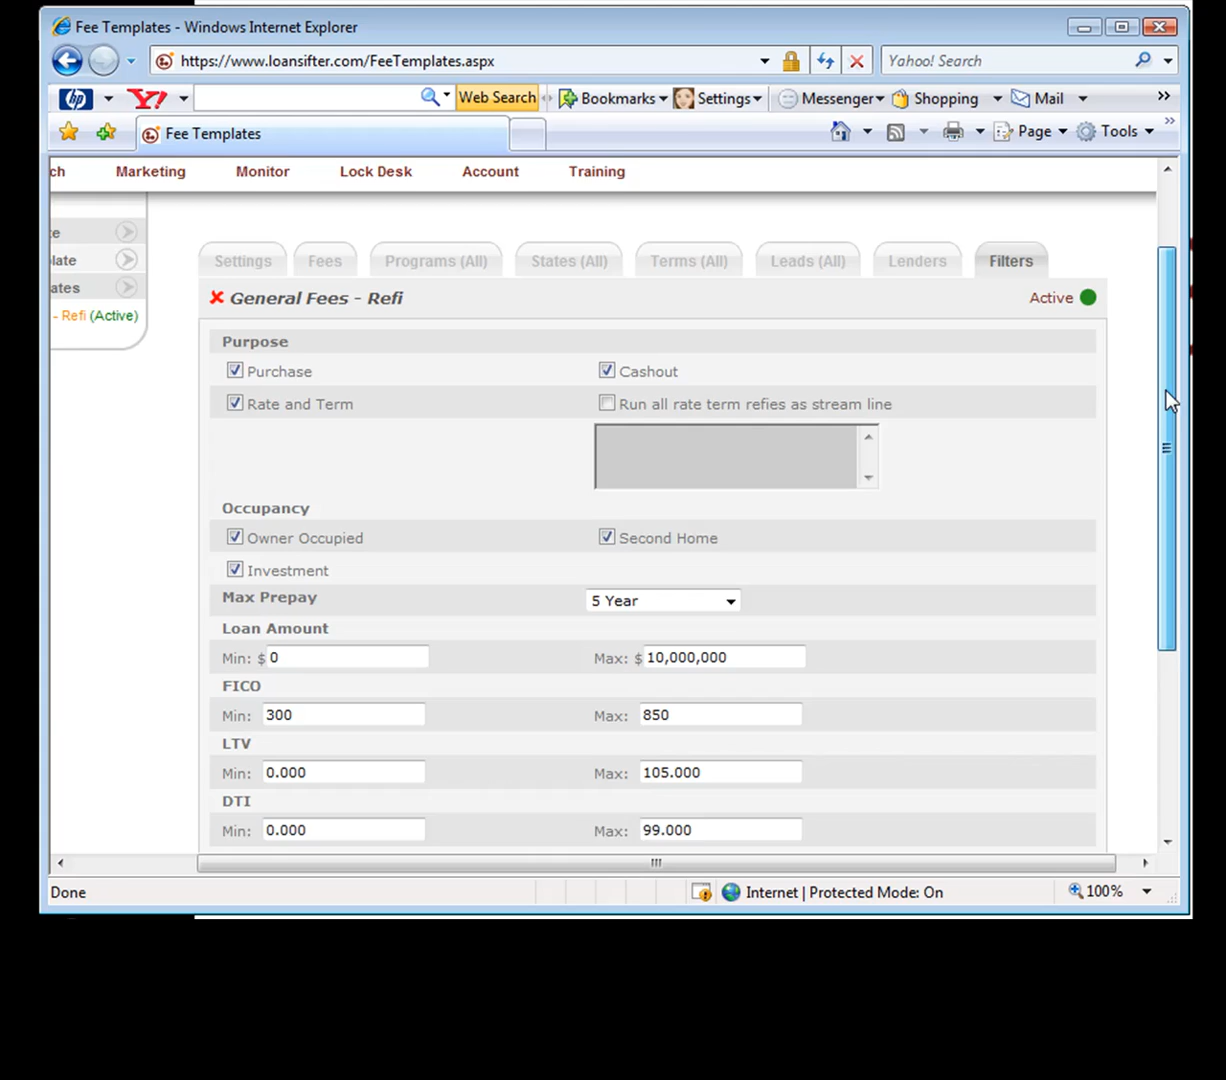 Fee Templates - Windows Internet Explorer
https://www.loansifter.com/FeeTemplates.aspx
Yahoo! Search
hp
Y!
Web Search
Bookmarks
Settings
Messenger
Shopping
Mail
Fee Templates
Page
Tools
ch
Marketing
Monitor
Lock Desk
Account
Training
te
late
ates
- Refi (Active)
Settings
Fees
Programs (All)
States (All)
Terms (All)
Leads (All)
Lenders
Filters
General Fees - Refi
Active
Purpose
Purchase
Cashout
Rate and Term
Run all rate term refies as stream line
Occupancy
Owner Occupied
Second Home
Investment
Max Prepay
5 Year
Loan Amount
Min: $ 0
Max: $ 10,000,000
FICO
Min: 300
Max: 850
LTV
Min: 0.000
Max: 105.000
DTI
Min: 0.000
Max: 99.000
Done
Internet | Protected Mode: On
100%